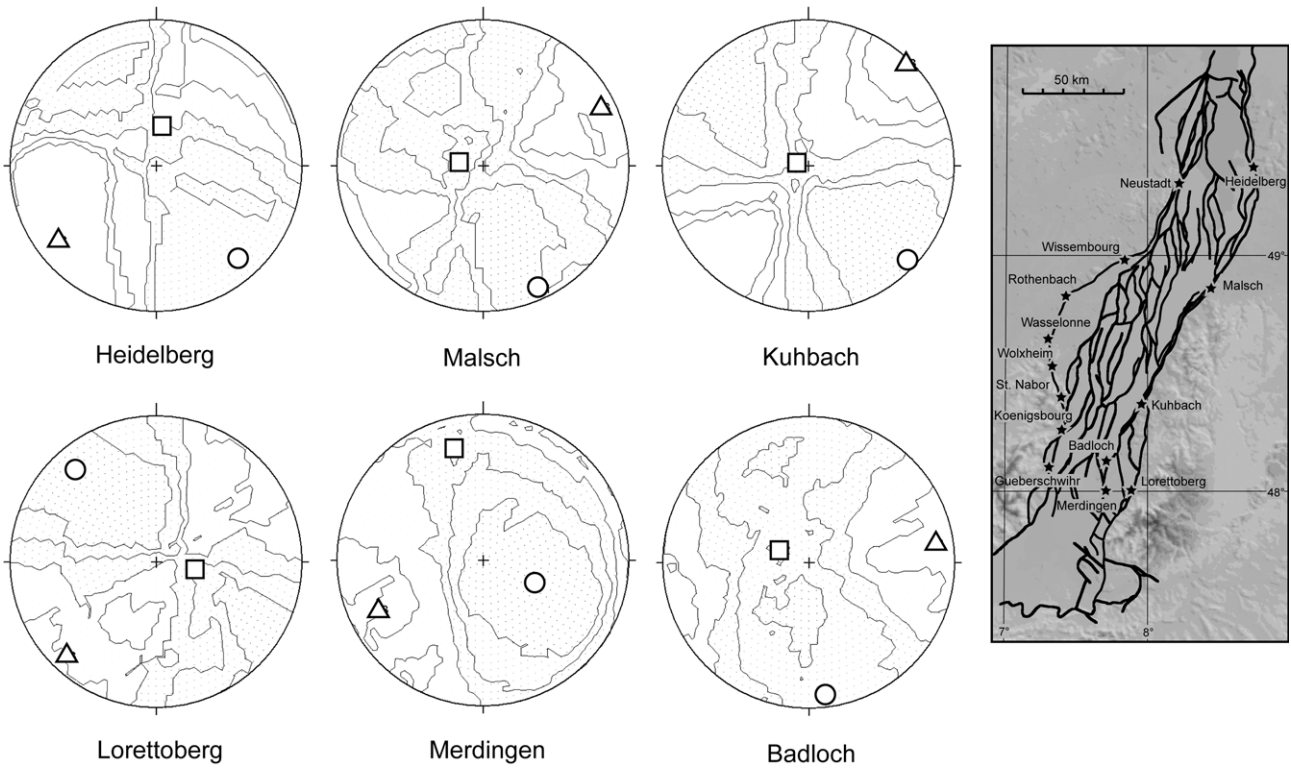 Heidelberg
Malsch
Kuhbach
Lorettoberg
Merdingen
Badloch
50 km
Neustadt
Heidelberg
Wissembourg
49°
Rothenbach
Malsch
Wasselonne
Wolxheim
St. Nabor
Kuhbach
Koenigsbourg
Badloch
Gueberschwihr
Lorettoberg
48°
Merdingen
7°
8°